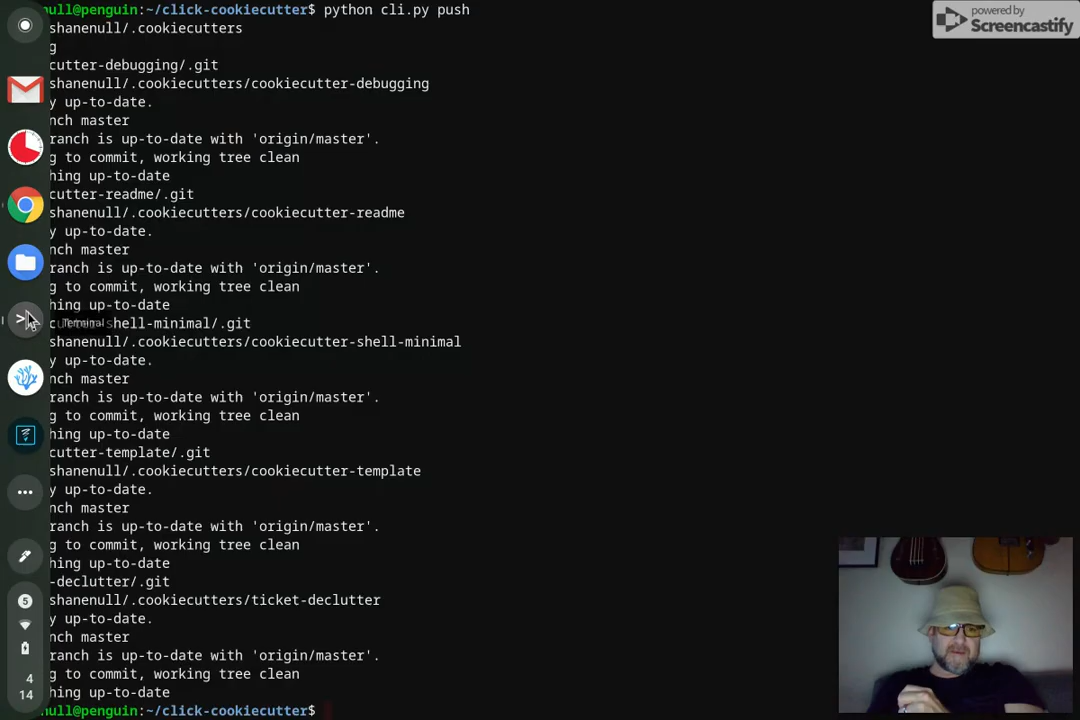 null@penguin:~/click-cookiecutter$ python cli.py push
shanenull/.cookiecutters
g
cutter-debugging/.git
shanenull/.cookiecutters/cookiecutter-debugging
y up-to-date.
nch master
ranch is up-to-date with 'origin/master'.
g to commit, working tree clean
hing up-to-date
cutter-readme/.git
shanenull/.cookiecutters/cookiecutter-readme
y up-to-date.
nch master
ranch is up-to-date with 'origin/master'.
g to commit, working tree clean
hing up-to-date
Terminal
shell-minimal/.git
shanenull/.cookiecutters/cookiecutter-shell-minimal
y up-to-date.
nch master
ranch is up-to-date with 'origin/master'.
g to commit, working tree clean
hing up-to-date
cutter-template/.git
shanenull/.cookiecutters/cookiecutter-template
y up-to-date.
nch master
ranch is up-to-date with 'origin/master'.
g to commit, working tree clean
hing up-to-date
-declutter/.git
shanenull/.cookiecutters/ticket-declutter
y up-to-date.
nch master
ranch is up-to-date with 'origin/master'.
g to commit, working tree clean
hing up-to-date
null@penguin:~/click-cookiecutter$
powered by
Screencastify
5
4
14